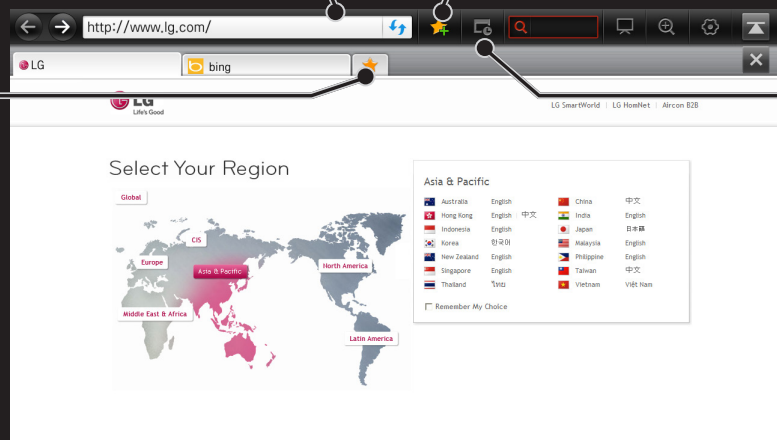 http://www.lg.com/
LG
bing
LG
Life's Good
LG SmartWorld | LG HomNet | Aircon B2B
Select Your Region
Global
CIS
Europe
Asia & Pacific
North America
Middle East & Africa
Latin America
Asia & Pacific
Australia English China 中文
Hong Kong English 中文 India English
Indonesia English Japan 日本語
Korea 한국어 Malaysia English
New Zealand English Philippine English
Singapore English Taiwan 中文
Thailand ไทย Vietnam Việt Nam
Remember My Choice